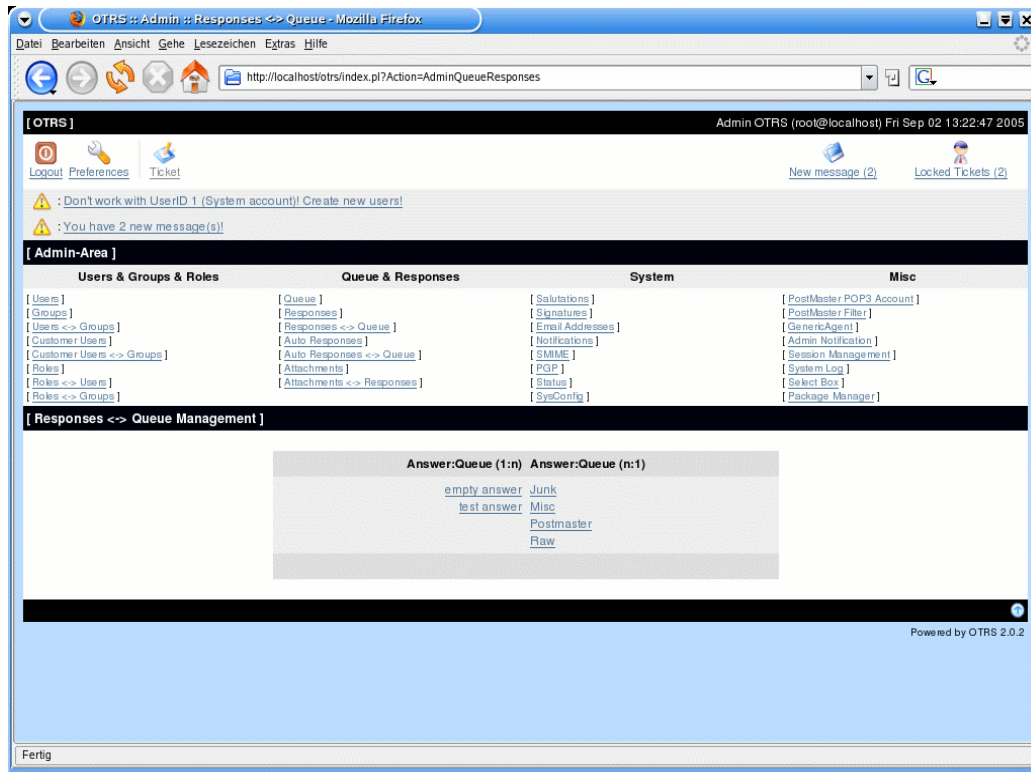 OTRS :: Admin :: Responses <-> Queue - Mozilla Firefox
Datei Bearbeiten Ansicht Gehe Lesezeichen Extras Hilfe
http://localhost/otrs/index.pl?Action=AdminQueueResponses
[ OTRS ] Admin OTRS (root@localhost) Fri Sep 02 13:22:47 2005
Logout Preferences Ticket New message (2) Locked Tickets (2)
: Don't work with UserID 1 (System account)! Create new users!
: You have 2 new message(s)!
[ Admin-Area ]
Users & Groups & Roles Queue & Responses System Misc
[ Users ] [ Queue ] [ Salutations ] [ PostMaster POP3 Account ]
[ Groups ] [ Responses ] [ Signatures ] [ PostMaster Filter ]
[ Users <-> Groups ] [ Responses <-> Queue ] [ Email Addresses ] [ GenericAgent ]
[ Customer Users ] [ Auto Responses ] [ Notifications ] [ Admin Notification ]
[ Customer Users <-> Groups ] [ Auto Responses <-> Queue ] [ SMIME ] [ Session Management ]
[ Roles ] [ Attachments ] [ PGP ] [ System Log ]
[ Roles <-> Users ] [ Attachments <-> Responses ] [ Status ] [ Select Box ]
[ Roles <-> Groups ] [ SysConfig ] [ Package Manager ]
[ Responses <-> Queue Management ]
Answer:Queue (1:n) Answer:Queue (n:1)
empty answer Junk
test answer Misc
Postmaster
Raw
Powered by OTRS 2.0.2
Fertig